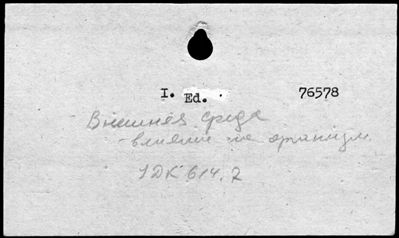 I. Ed. 76578
Внешняя среда
- влияние на организм
УДК 614.7